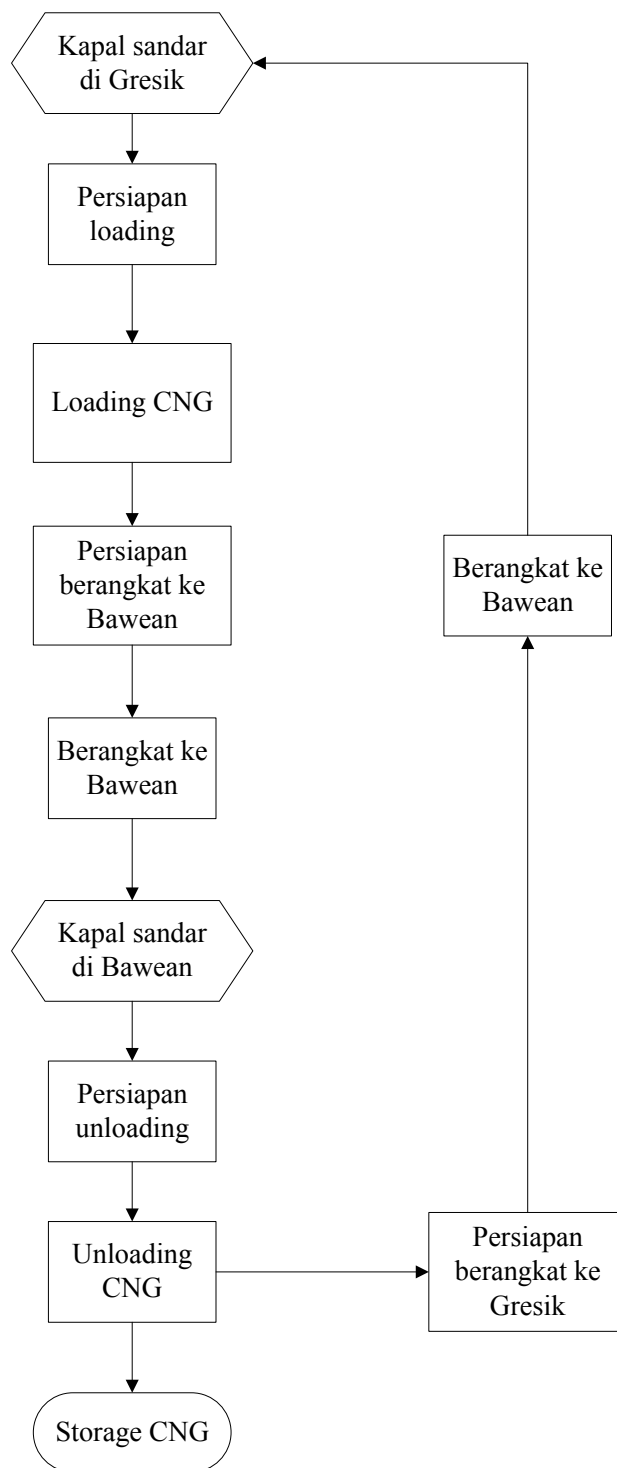 Kapal sandar
di Gresik
Persiapan
loading
Loading CNG
Persiapan
berangkat ke
Bawean
Berangkat ke
Bawean
Kapal sandar
di Bawean
Persiapan
unloading
Unloading
CNG
Storage CNG
Persiapan
berangkat ke
Gresik
Berangkat ke
Bawean